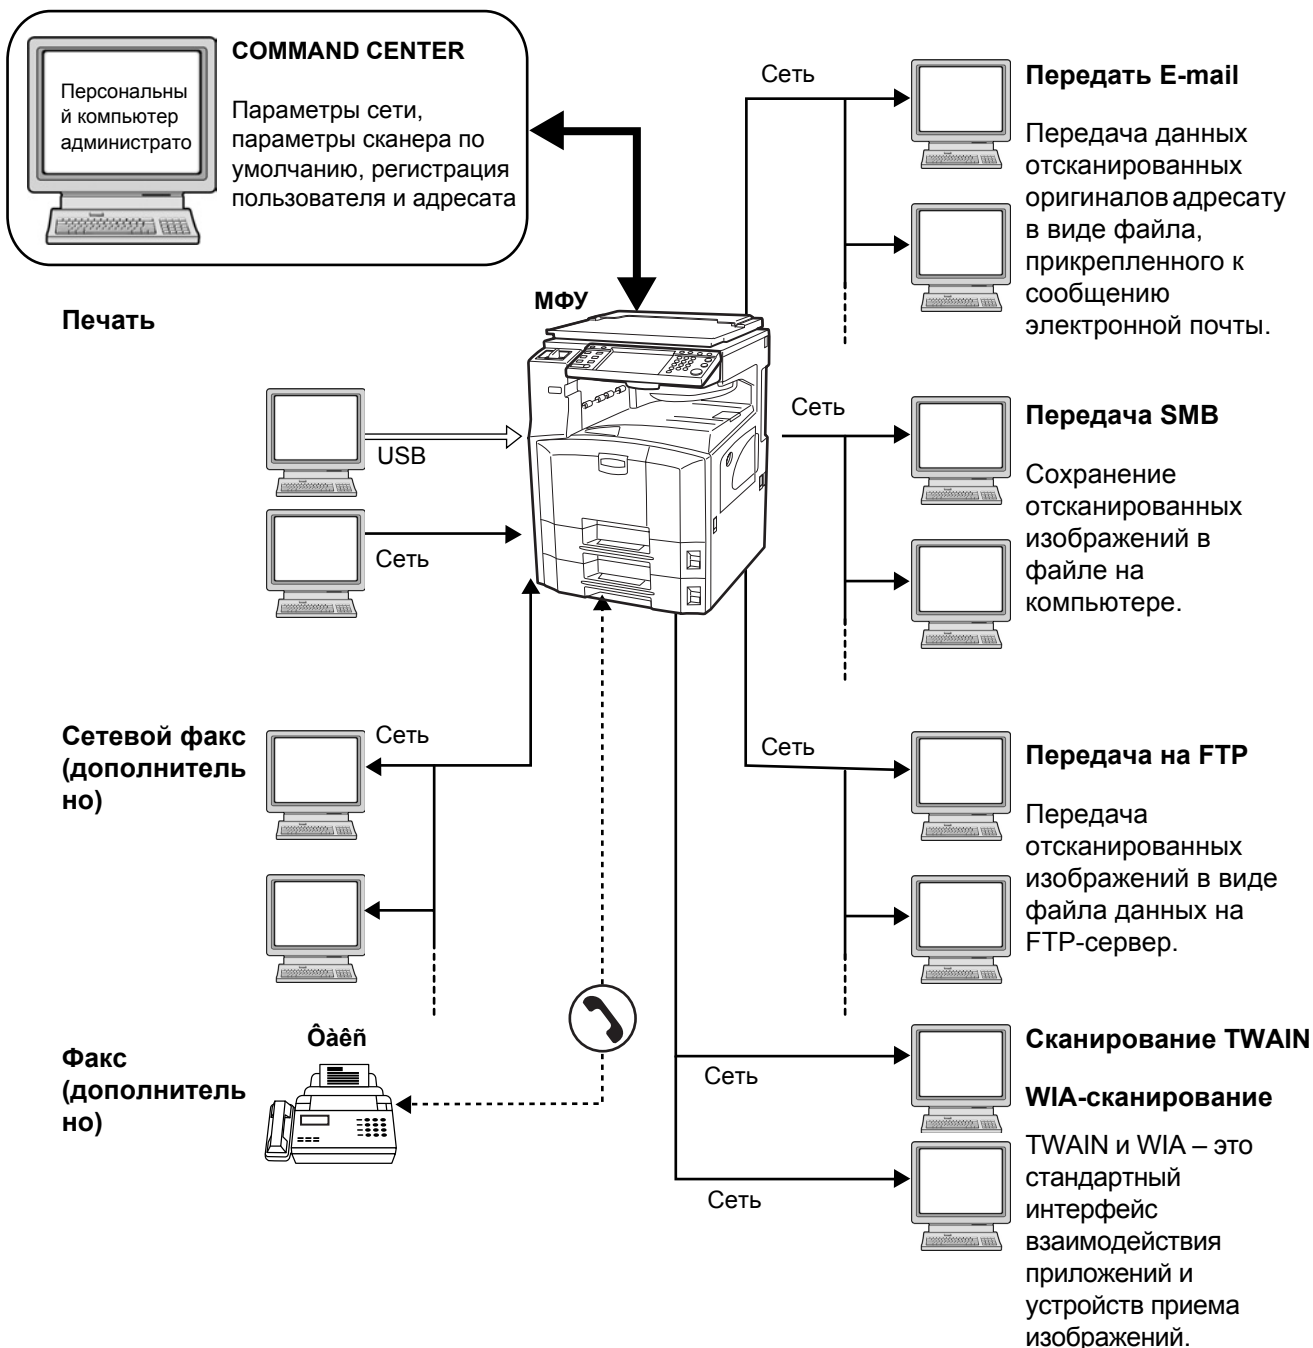 COMMAND CENTER
Персональны
й компьютер
администрато
Параметры сети,
параметры сканера по
умолчанию, регистрация
пользователя и адресата
МФУ
Печать
USB
Сеть
Сетевой факс
(дополнитель
но)
Сеть
Факс
(дополнитель
но)
Ôàêñ
Сеть
Передать E-mail
Передача данных
отсканированных
оригиналов адресату
в виде файла,
прикрепленного к
сообщению
электронной почты.
Сеть
Передача SMB
Сохранение
отсканированных
изображений в
файле на
компьютере.
Сеть
Передача на FTP
Передача
отсканированных
изображений в виде
файла данных на
FTP-сервер.
Сеть
Сканирование TWAIN
WIA-сканирование
Сеть
TWAIN и WIA – это
стандартный
интерфейс
взаимодействия
приложений и
устройств приема
изображений.